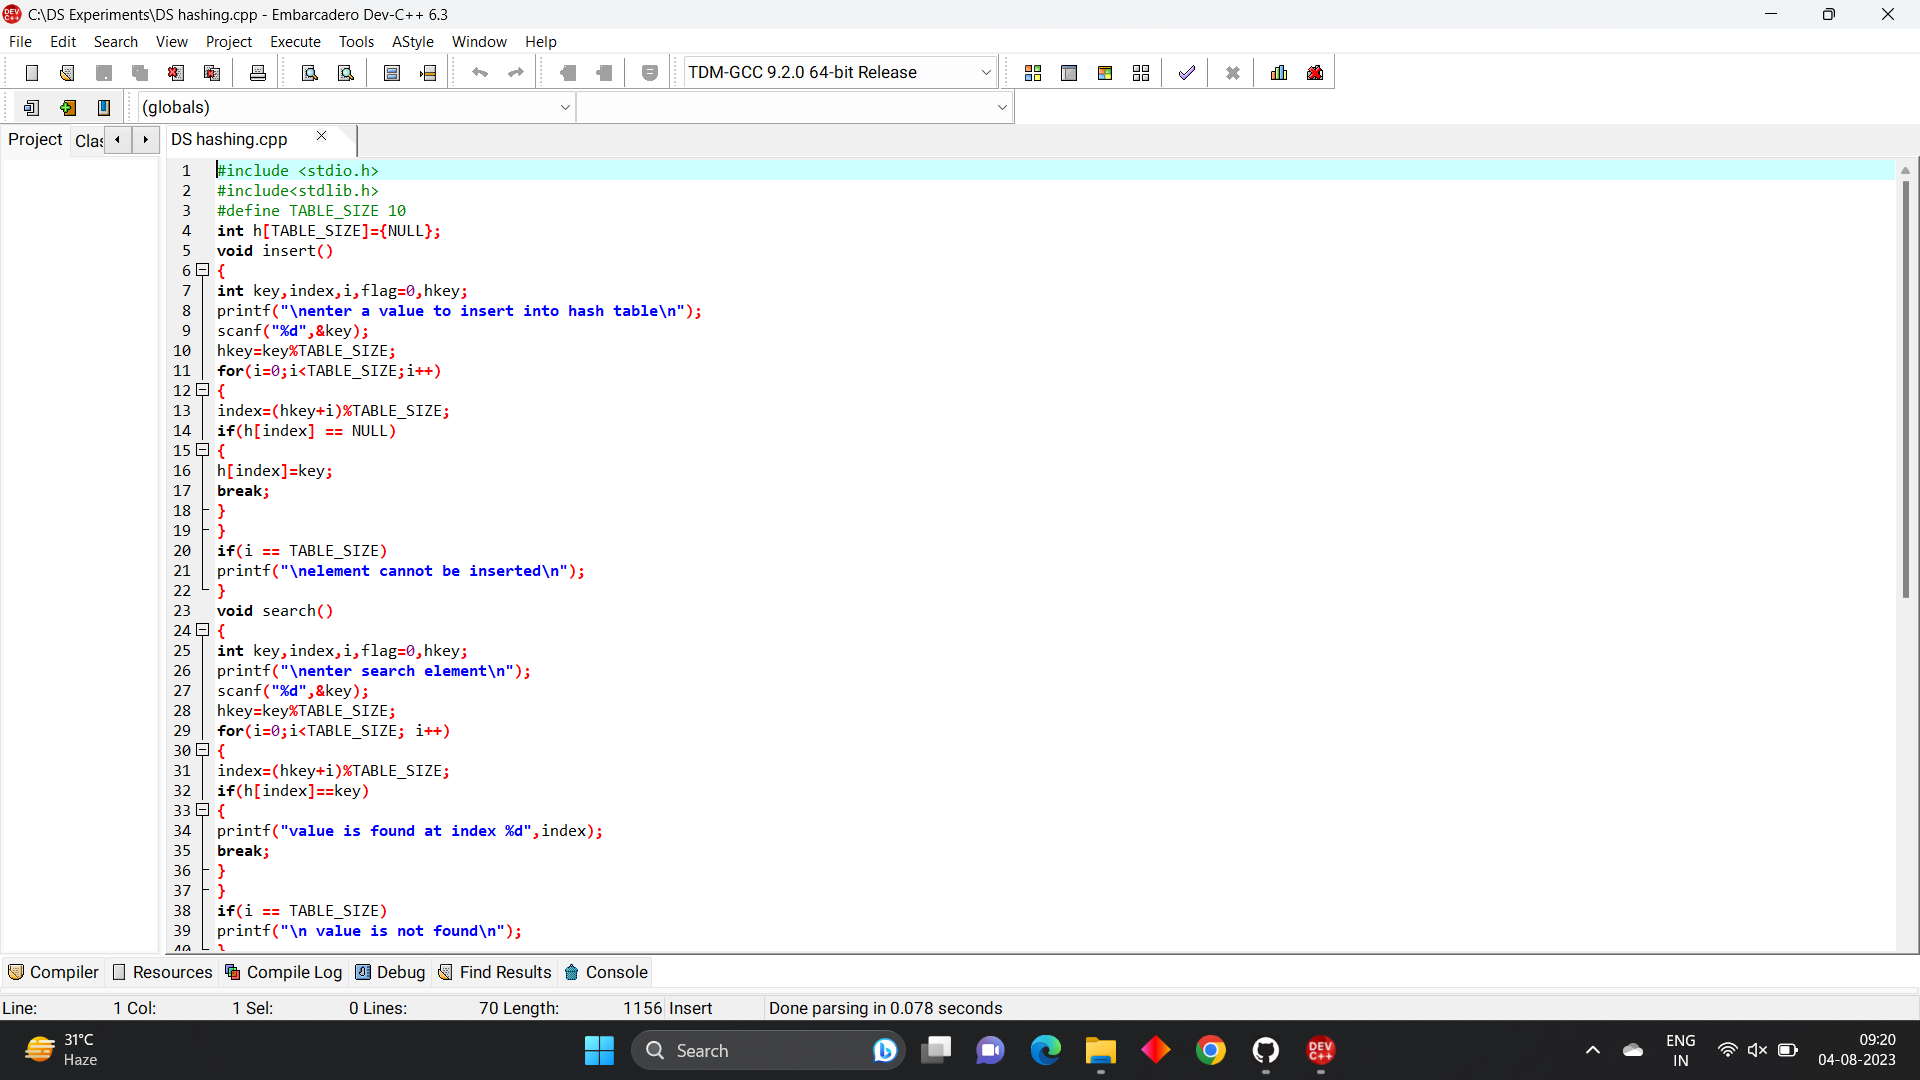 C:\DS Experiments\DS hashing.cpp - Embarcadero Dev-C++ 6.3
File Edit Search View Project Execute Tools AStyle Window Help
TDM-GCC 9.2.0 64-bit Release
(globals)
Project Clas DS hashing.cpp
1 #include <stdio.h>
2 #include<stdlib.h>
3 #define TABLE_SIZE 10
4 int h[TABLE_SIZE]={NULL};
5 void insert()
6 {
7 int key,index,i,flag=0,hkey;
8 printf("\nenter a value to insert into hash table\n");
9 scanf("%d",&key);
10 hkey=key%TABLE_SIZE;
11 for(i=0;i<TABLE_SIZE;i++)
12 {
13 index=(hkey+i)%TABLE_SIZE;
14 if(h[index] == NULL)
15 {
16 h[index]=key;
17 break;
18 }
19 }
20 if(i == TABLE_SIZE)
21 printf("\nelement cannot be inserted\n");
22 }
23 void search()
24 {
25 int key,index,i,flag=0,hkey;
26 printf("\nenter search element\n");
27 scanf("%d",&key);
28 hkey=key%TABLE_SIZE;
29 for(i=0;i<TABLE_SIZE; i++)
30 {
31 index=(hkey+i)%TABLE_SIZE;
32 if(h[index]==key)
33 {
34 printf("value is found at index %d",index);
35 break;
36 }
37 }
38 if(i == TABLE_SIZE)
39 printf("\n value is not found\n");
40 }
Compiler Resources Compile Log Debug Find Results Console
Line: 1 Col: 1 Sel: 0 Lines: 70 Length: 1156 Insert Done parsing in 0.078 seconds
31°C
Haze
Search
DEV
C++
ENG
IN
09:20
04-08-2023